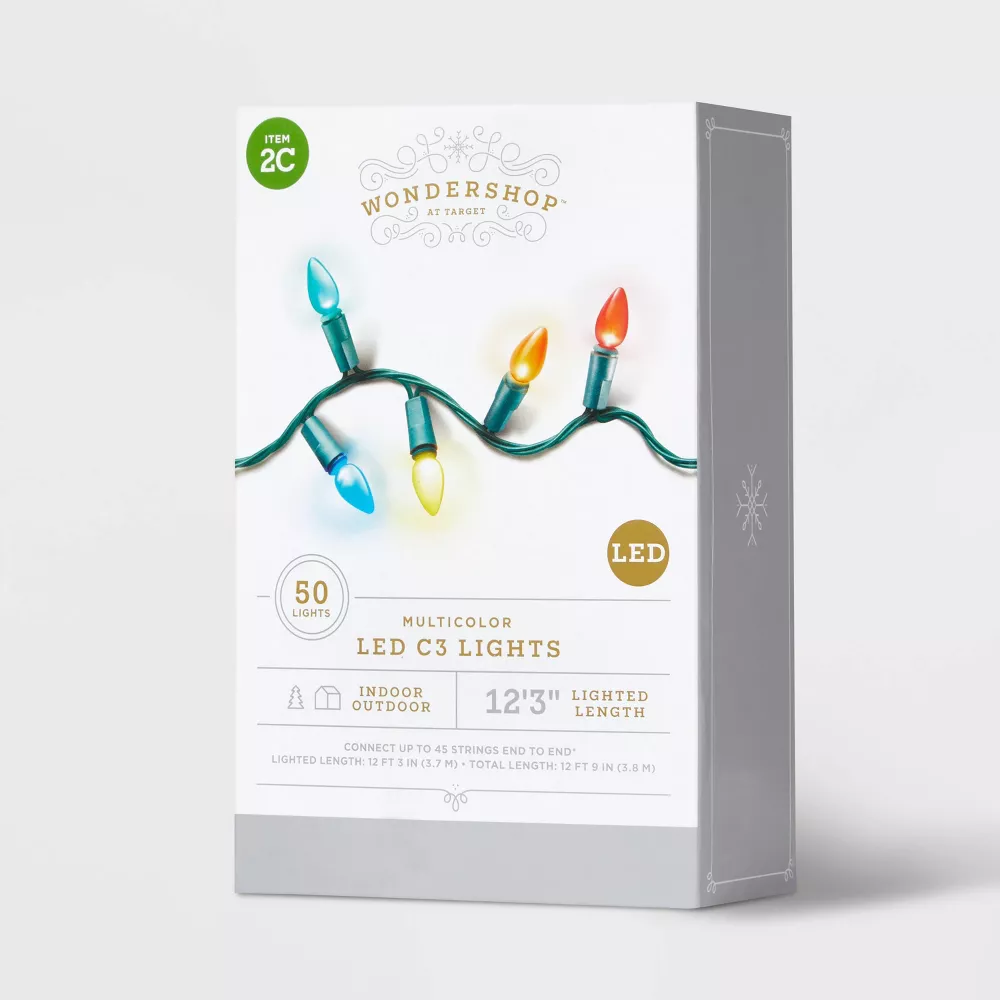 ITEM
2C
WONDERSHOP™
AT TARGET
LED
50
LIGHTS
MULTICOLOR
LED C3 LIGHTS
INDOOR
OUTDOOR
12'3"
LIGHTED
LENGTH
CONNECT UP TO 45 STRINGS END TO END*
LIGHTED LENGTH: 12 FT 3 IN (3.7 M) • TOTAL LENGTH: 12 FT 9 IN (3.8 M)